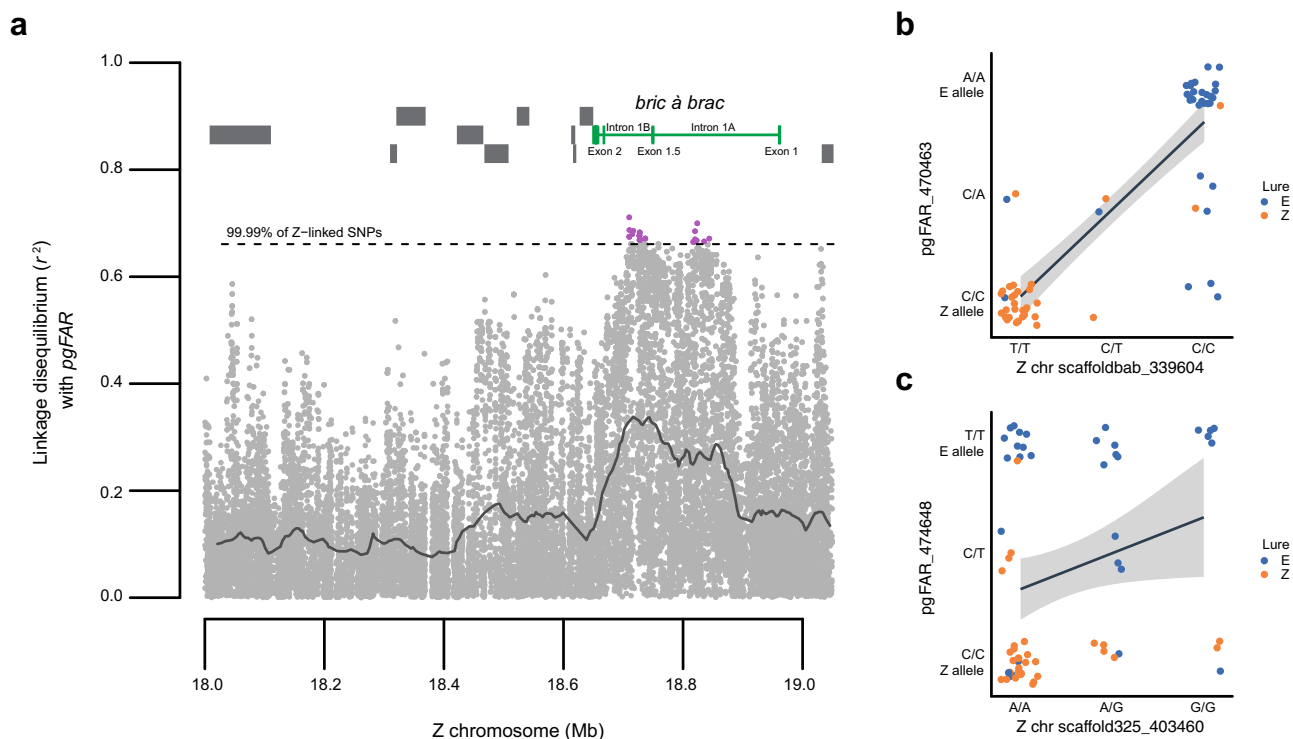 a
1.0
0.8
0.6
0.4
0.2
0.0
Linkage disequilibrium (r²)
with pgFAR
bric à brac
Intron 1B
Intron 1A
Exon 2
Exon 1.5
Exon 1
99.99% of Z−linked SNPs
18.0
18.2
18.4
18.6
18.8
19.0
Z chromosome (Mb)
b
pgFAR_470463
A/A
E allele
C/A
C/C
Z allele
T/T
C/T
C/C
Z chr scaffoldbab_339604
Lure
E
Z
c
pgFAR_474648
T/T
E allele
C/T
C/C
Z allele
A/A
A/G
G/G
Z chr scaffold325_403460
Lure
E
Z